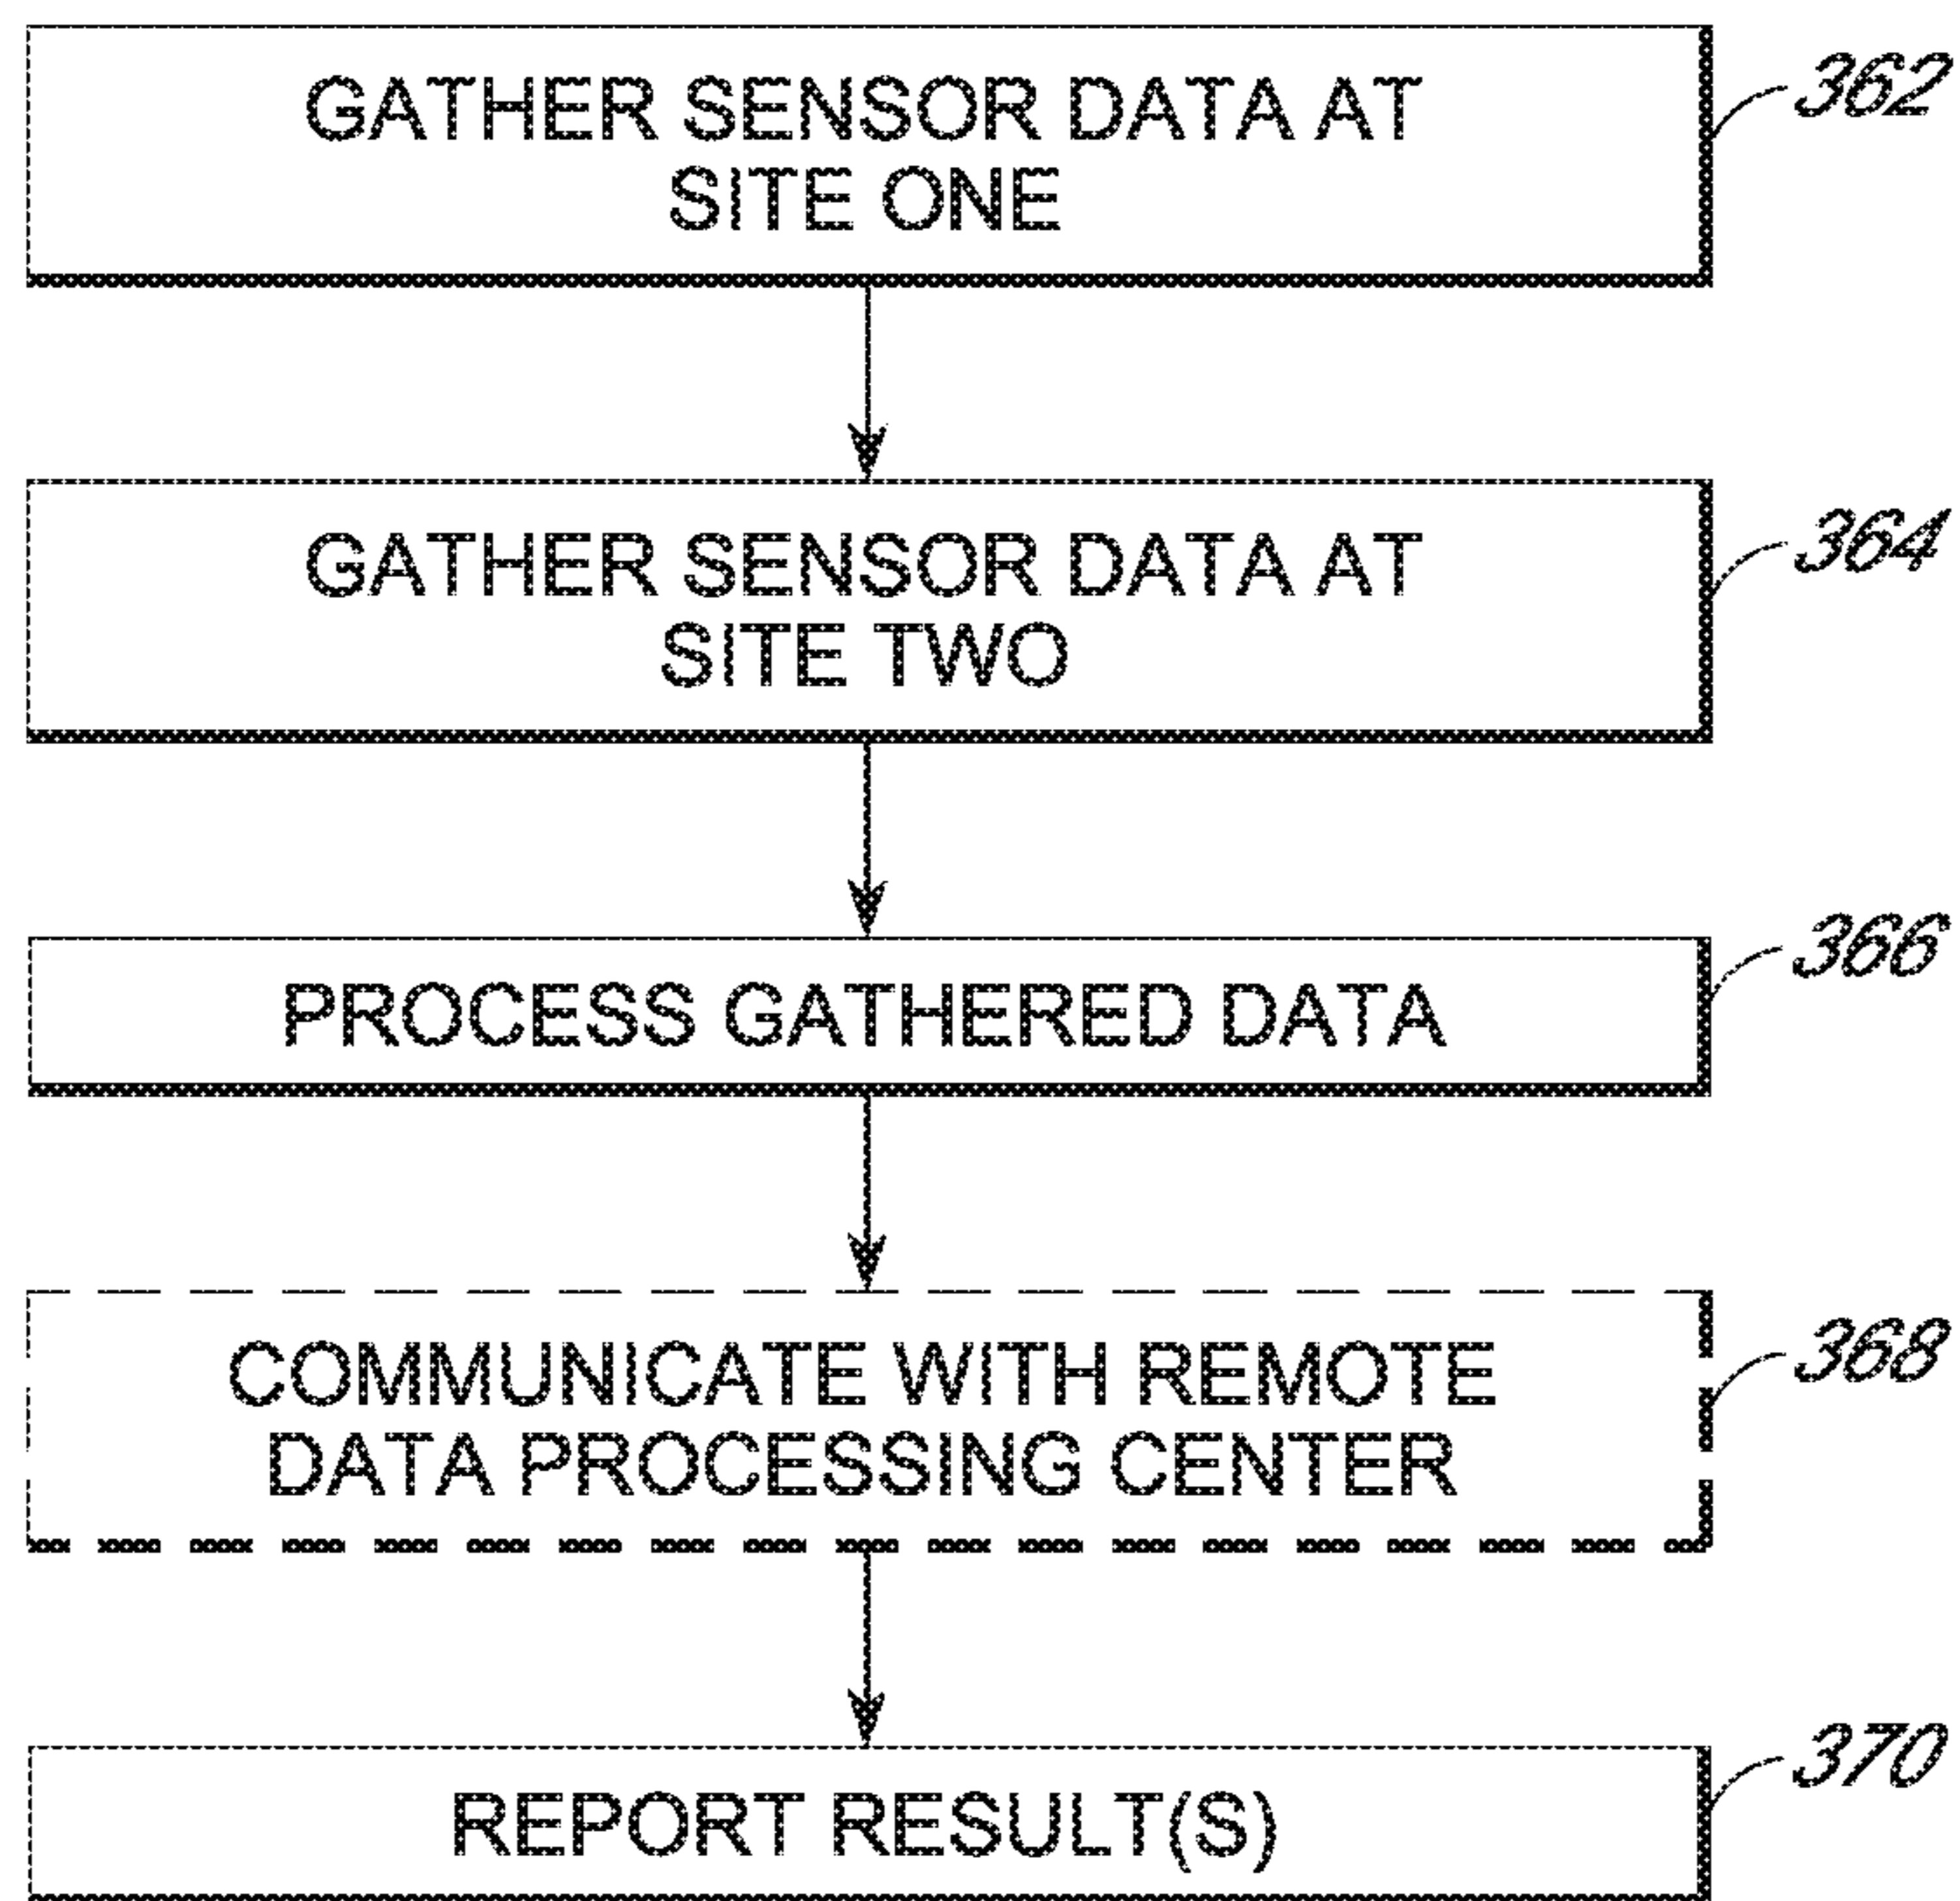 GATHER SENSOR DATA AT
SITE ONE
362
GATHER SENSOR DATA AT
SITE TWO
364
PROCESS GATHERED DATA
366
COMMUNICATE WITH REMOTE
DATA PROCESSING CENTER
368
REPORT RESULT(S)
370